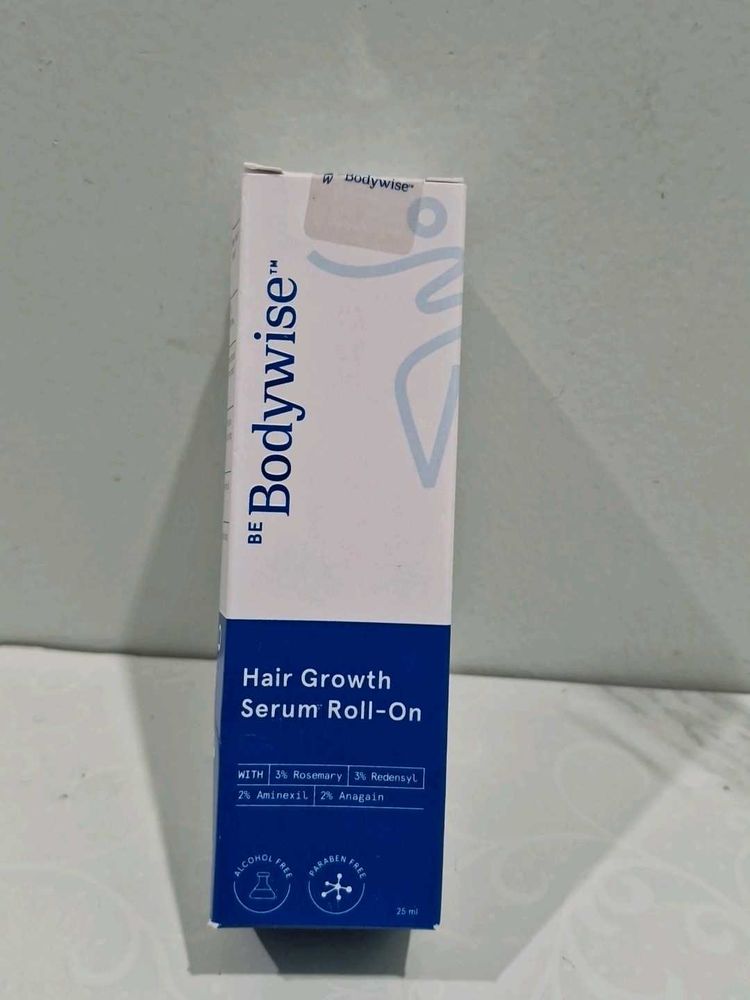 Bodywise™
BE Bodywise™
Hair Growth
Serum Roll-On
WITH 3% Rosemary 3% Redensyl
2% Aminexil 2% Anagain
ALCOHOL FREE
PARABEN FREE
25 ml